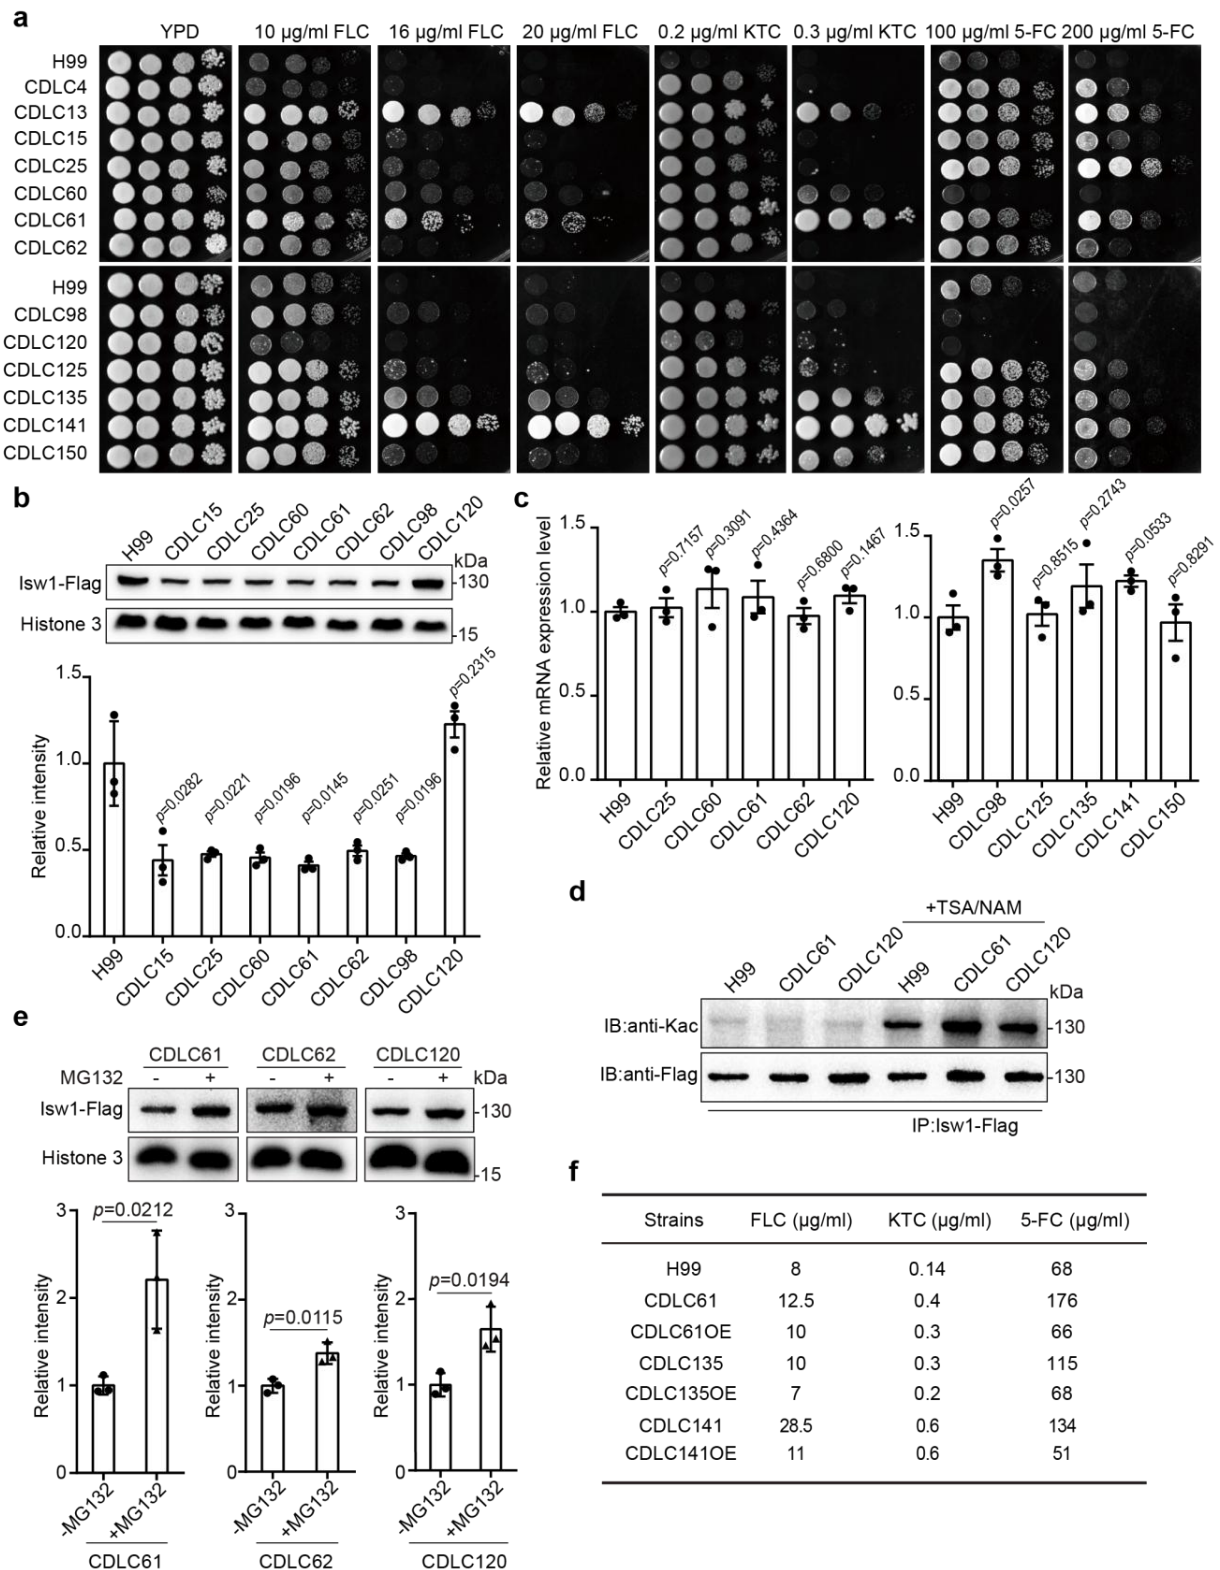 a
YPD 10 µg/ml FLC 16 µg/ml FLC 20 µg/ml FLC 0.2 µg/ml KTC 0.3 µg/ml KTC 100 µg/ml 5-FC 200 µg/ml 5-FC
H99
CDLC4
CDLC13
CDLC15
CDLC25
CDLC60
CDLC61
CDLC62
H99
CDLC98
CDLC120
CDLC125
CDLC135
CDLC141
CDLC150
b
H99 CDLC15 CDLC25 CDLC60 CDLC61 CDLC62 CDLC98 CDLC120
kDa
Isw1-Flag -130
Histone 3 -15
Relative intensity
1.5
1.0
0.5
0.0
p=0.0282 p=0.0221 p=0.0196 p=0.0145 p=0.0251 p=0.0196 p=0.2315
H99 CDLC15 CDLC25 CDLC60 CDLC61 CDLC62 CDLC98 CDLC120
c
Relative mRNA expression level
1.5
1.0
0.5
0.0
p=0.7157 p=0.3091 p=0.4364 p=0.6800 p=0.1467
H99 CDLC25 CDLC60 CDLC61 CDLC62 CDLC120
1.5
1.0
0.5
0.0
p=0.0257 p=0.8515 p=0.2743 p=0.0533 p=0.8291
H99 CDLC98 CDLC125 CDLC135 CDLC141 CDLC150
d
+TSA/NAM
H99 CDLC61 CDLC120 H99 CDLC61 CDLC120
kDa
IB:anti-Kac -130
IB:anti-Flag -130
IP:Isw1-Flag
e
CDLC61 CDLC62 CDLC120
MG132 - + - + - + kDa
Isw1-Flag -130
Histone 3 -15
Relative intensity
3
2
1
0
p=0.0212
-MG132 +MG132
CDLC61
Relative intensity
3
2
1
0
p=0.0115
-MG132 +MG132
CDLC62
Relative intensity
3
2
1
0
p=0.0194
-MG132 +MG132
CDLC120
f
Strains FLC (µg/ml) KTC (µg/ml) 5-FC (µg/ml)
H99 8 0.14 68
CDLC61 12.5 0.4 176
CDLC61OE 10 0.3 66
CDLC135 10 0.3 115
CDLC135OE 7 0.2 68
CDLC141 28.5 0.6 134
CDLC141OE 11 0.6 51